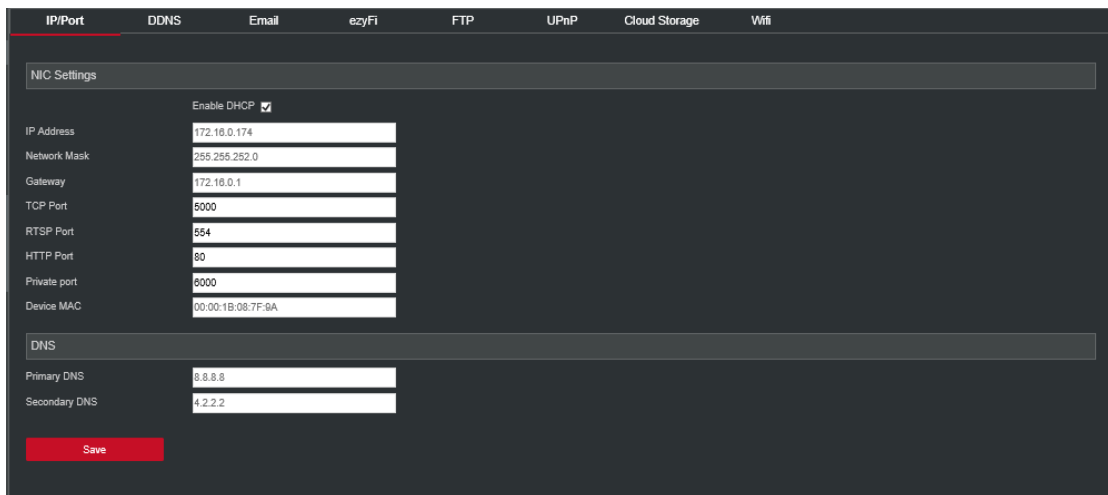 IP/Port DDNS Email ezyFi FTP UPnP Cloud Storage Wifi
NIC Settings
Enable DHCP
IP Address 172.16.0.174
Network Mask 255.255.252.0
Gateway 172.16.0.1
TCP Port 5000
RTSP Port 554
HTTP Port 80
Private port 6000
Device MAC 00:00:1B:08:7F:9A
DNS
Primary DNS 8.8.8.8
Secondary DNS 4.2.2.2
Save